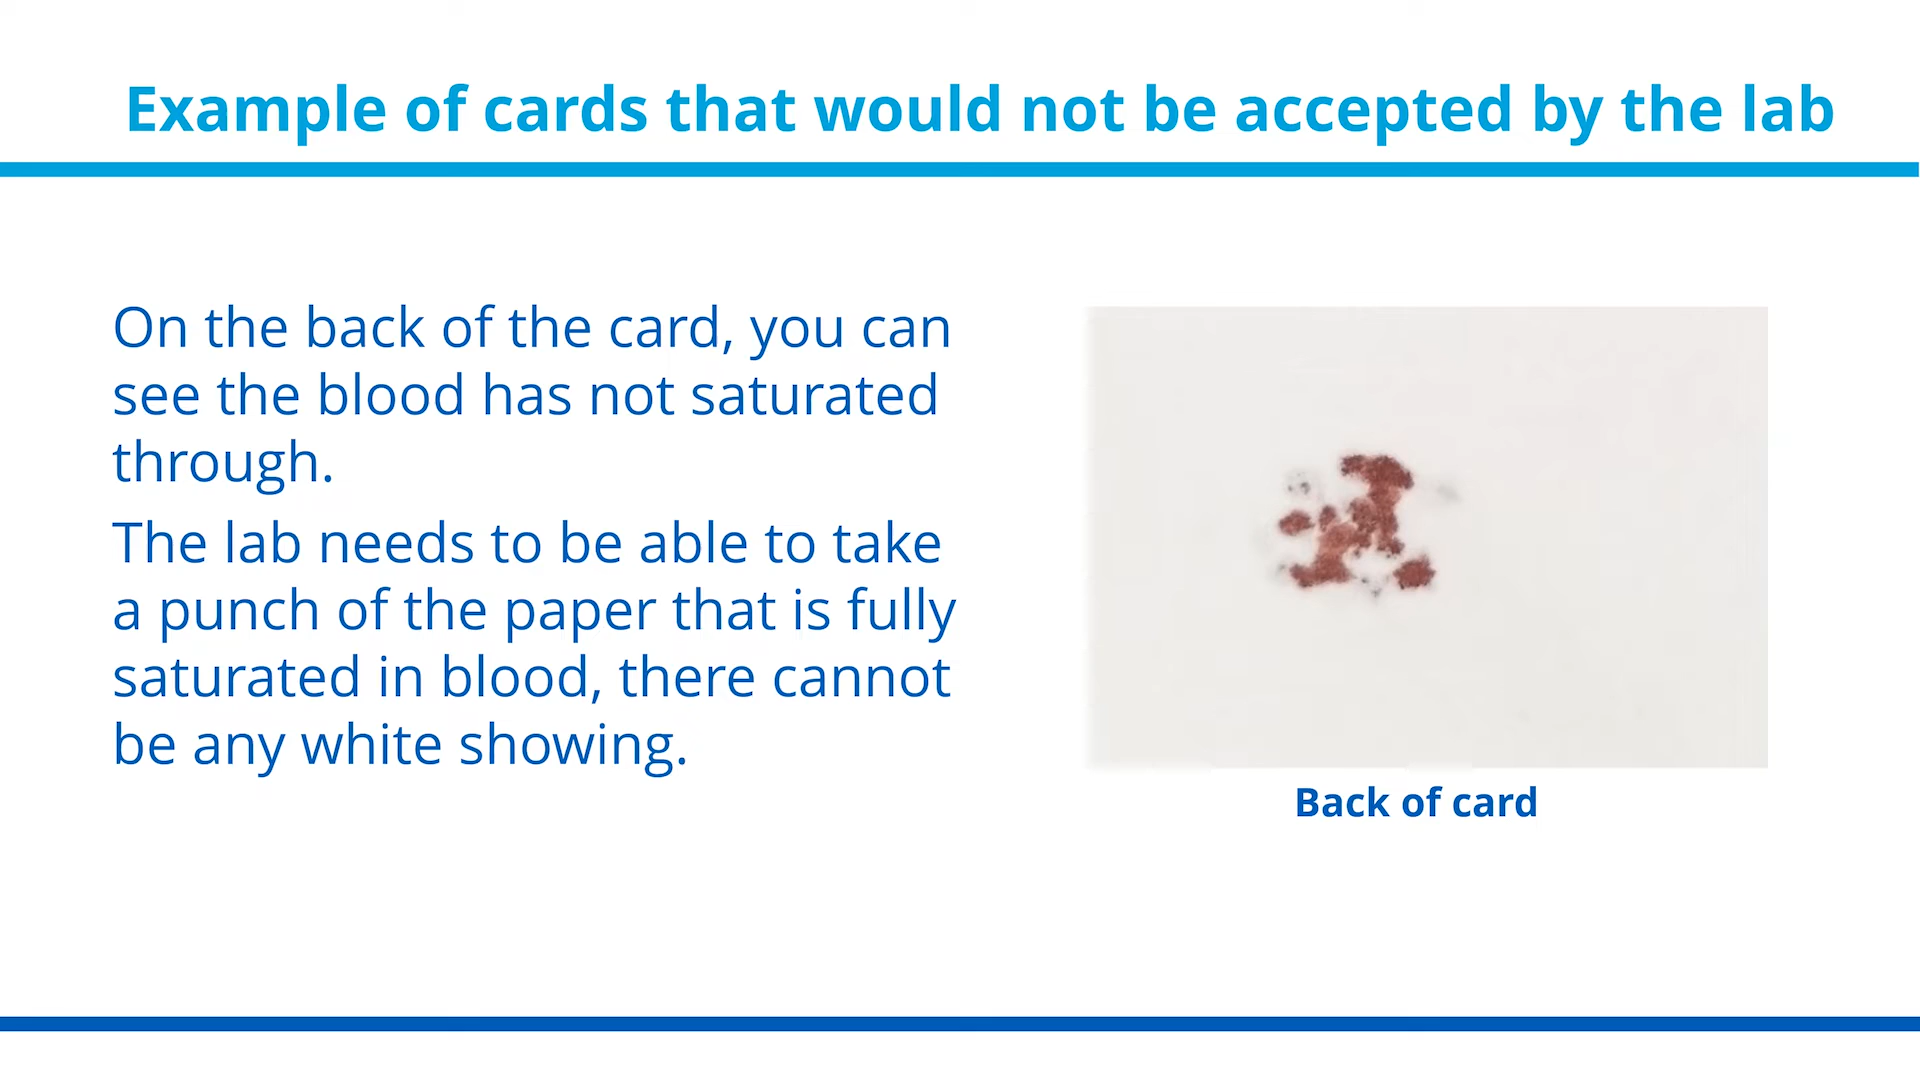 Example of cards that would not be accepted by the lab
On the back of the card, you can
see the blood has not saturated
through.
The lab needs to be able to take
a punch of the paper that is fully
saturated in blood, there cannot
be any white showing.
Back of card